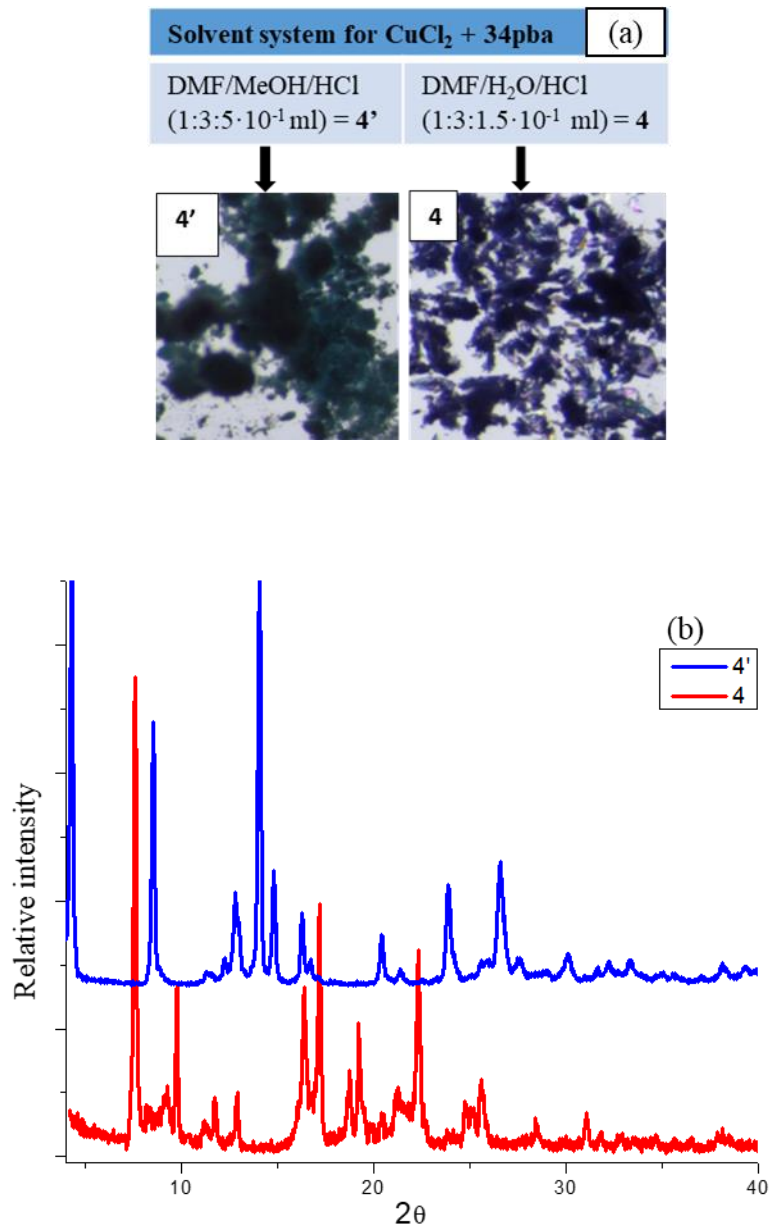 Solvent system for CuCl₂ + 34pba
(a)
DMF/MeOH/HCl
(1:3:5·10⁻¹ ml) = 4’
DMF/H₂O/HCl
(1:3:1.5·10⁻¹ ml) = 4
4’
4
(b)
4'
4
Relative intensity
10
20
30
40
2θ